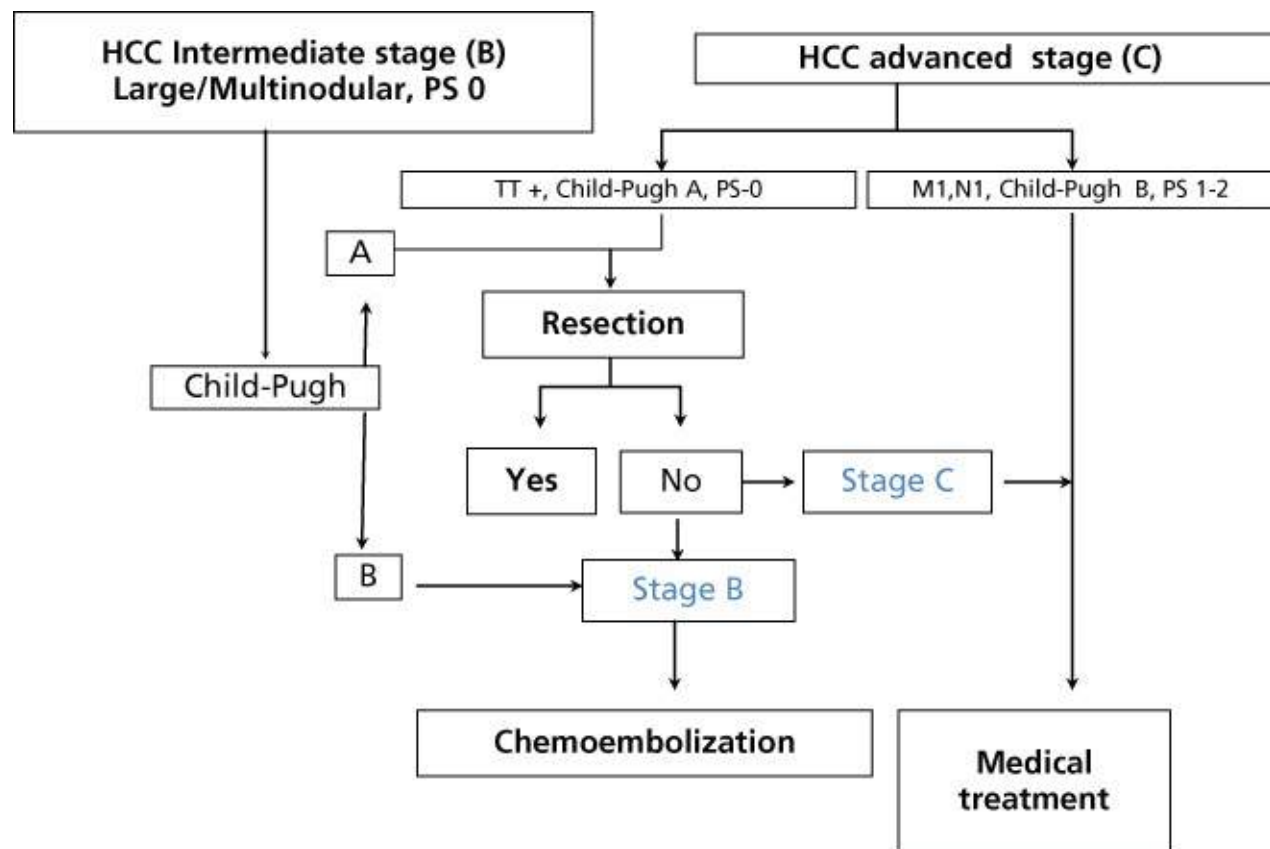 HCC Intermediate stage (B)
Large/Multinodular, PS 0
HCC advanced stage (C)
TT +, Child-Pugh A, PS-0
M1,N1, Child-Pugh B, PS 1-2
A
Resection
Child-Pugh
Yes
No
Stage C
B
Stage B
Chemoembolization
Medical
treatment